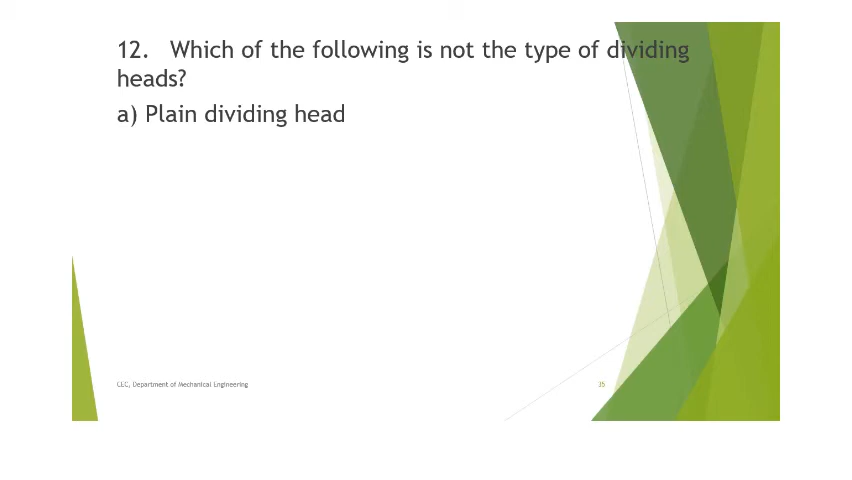 12. Which of the following is not the type of dividing
heads?
a) Plain dividing head
CEC, Department of Mechanical Engineering
35